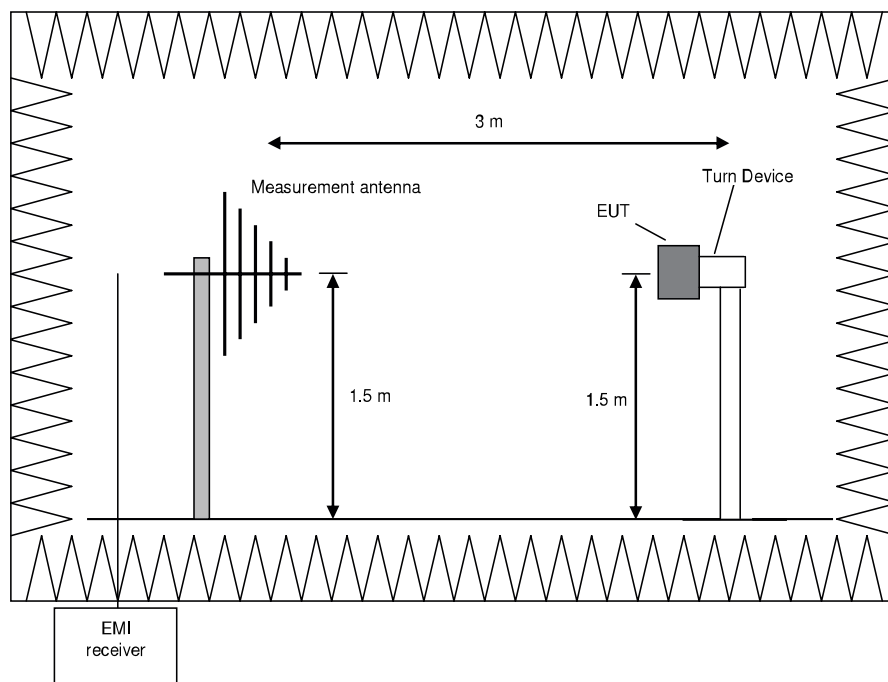 3 m
Measurement antenna
Turn Device
EUT
1.5 m
1.5 m
EMI
receiver